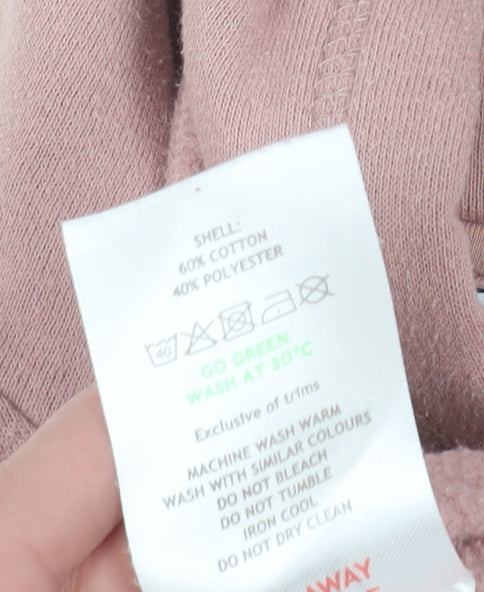 SHELL:
60% COTTON
40% POLYESTER
40
GO GREEN
WASH AT 30°C
Exclusive of trims
MACHINE WASH WARM
WASH WITH SIMILAR COLOURS
DO NOT BLEACH
DO NOT TUMBLE
IRON COOL
DO NOT DRY CLEAN
AWAY